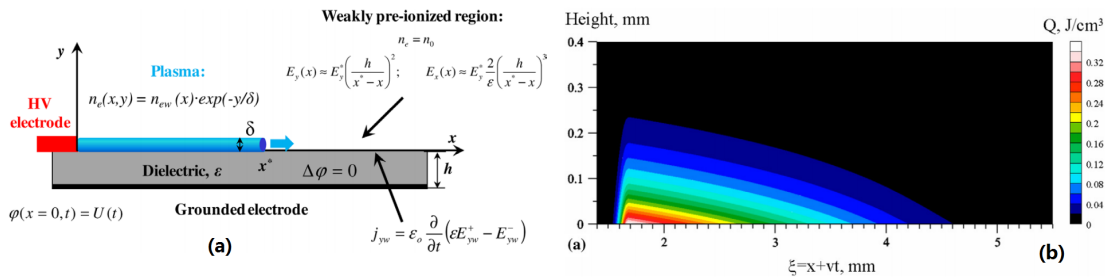 Weakly pre-ionized region:
n_e = n_0
E_y(x) ≈ E_y^* (h / (x^* − x))^2 ;   E_x(x) ≈ E_y^* (2/ε) (h / (x^* − x))^3
y
Plasma:
n_e(x,y) = n_ew (x)·exp(-y/δ)
HV
electrode
δ
x
x*
h
Dielectric, ε
Δφ = 0
Grounded electrode
φ(x = 0,t) = U(t)
(a)
j_yw = ε_o ∂/∂t (εE_yw^+ − E_yw^−)
Height, mm
Q, J/cm³
0.4
0.3
0.2
0.1
0
0.32
0.28
0.24
0.2
0.16
0.12
0.08
0.04
0
(a)
2
3
4
5
(b)
ξ=x+vt, mm